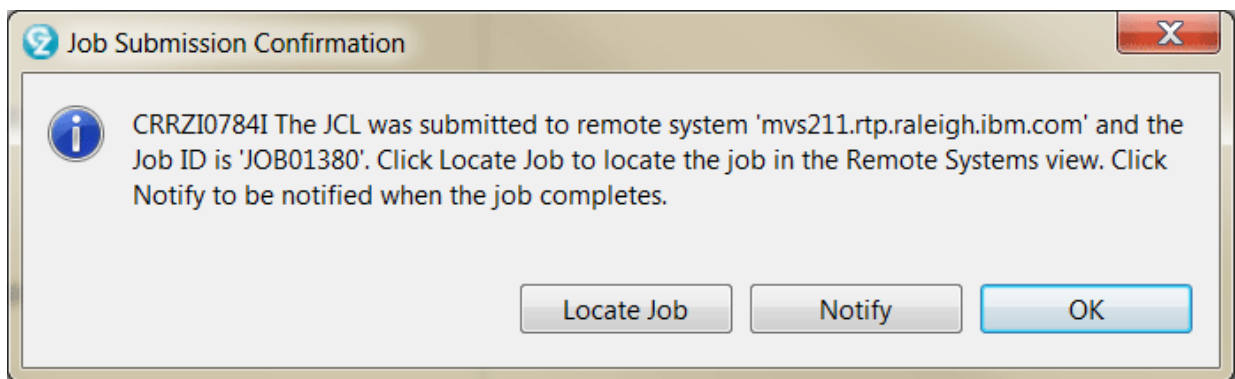 Job Submission Confirmation
CRRZI0784I The JCL was submitted to remote system 'mvs211.rtp.raleigh.ibm.com' and the
Job ID is 'JOB01380'. Click Locate Job to locate the job in the Remote Systems view. Click
Notify to be notified when the job completes.
Locate Job
Notify
OK